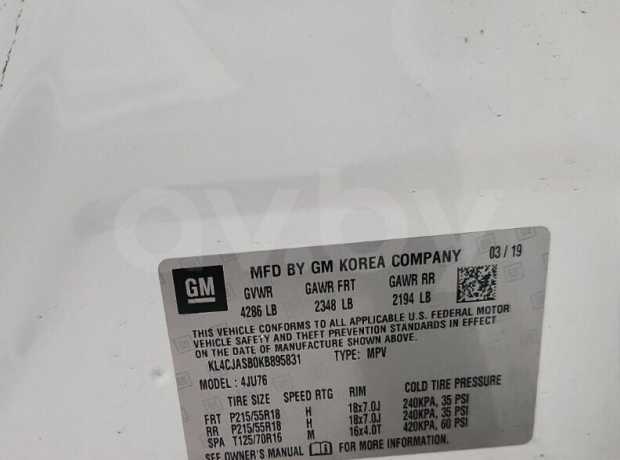 avby
GM
MFD BY GM KOREA COMPANY 03/19
GVWR GAWR FRT GAWR RR
4286 LB 2348 LB 2194 LB
THIS VEHICLE CONFORMS TO ALL APPLICABLE U.S. FEDERAL MOTOR
VEHICLE SAFETY AND THEFT PREVENTION STANDARDS IN EFFECT
ON THE DATE OF MANUFACTURE SHOWN ABOVE.
KL4CJASB0KB895831 TYPE: MPV
MODEL: 4JU76
TIRE SIZE SPEED RTG RIM COLD TIRE PRESSURE
FRT P215/55R18 H 18x7.0J 240KPA, 35 PSI
RR P215/55R18 H 18x7.0J 240KPA, 35 PSI
SPA T125/70R16 M 16x4.0T 420KPA, 60 PSI
SEE OWNER'S MANUAL FOR MORE INFORMATION